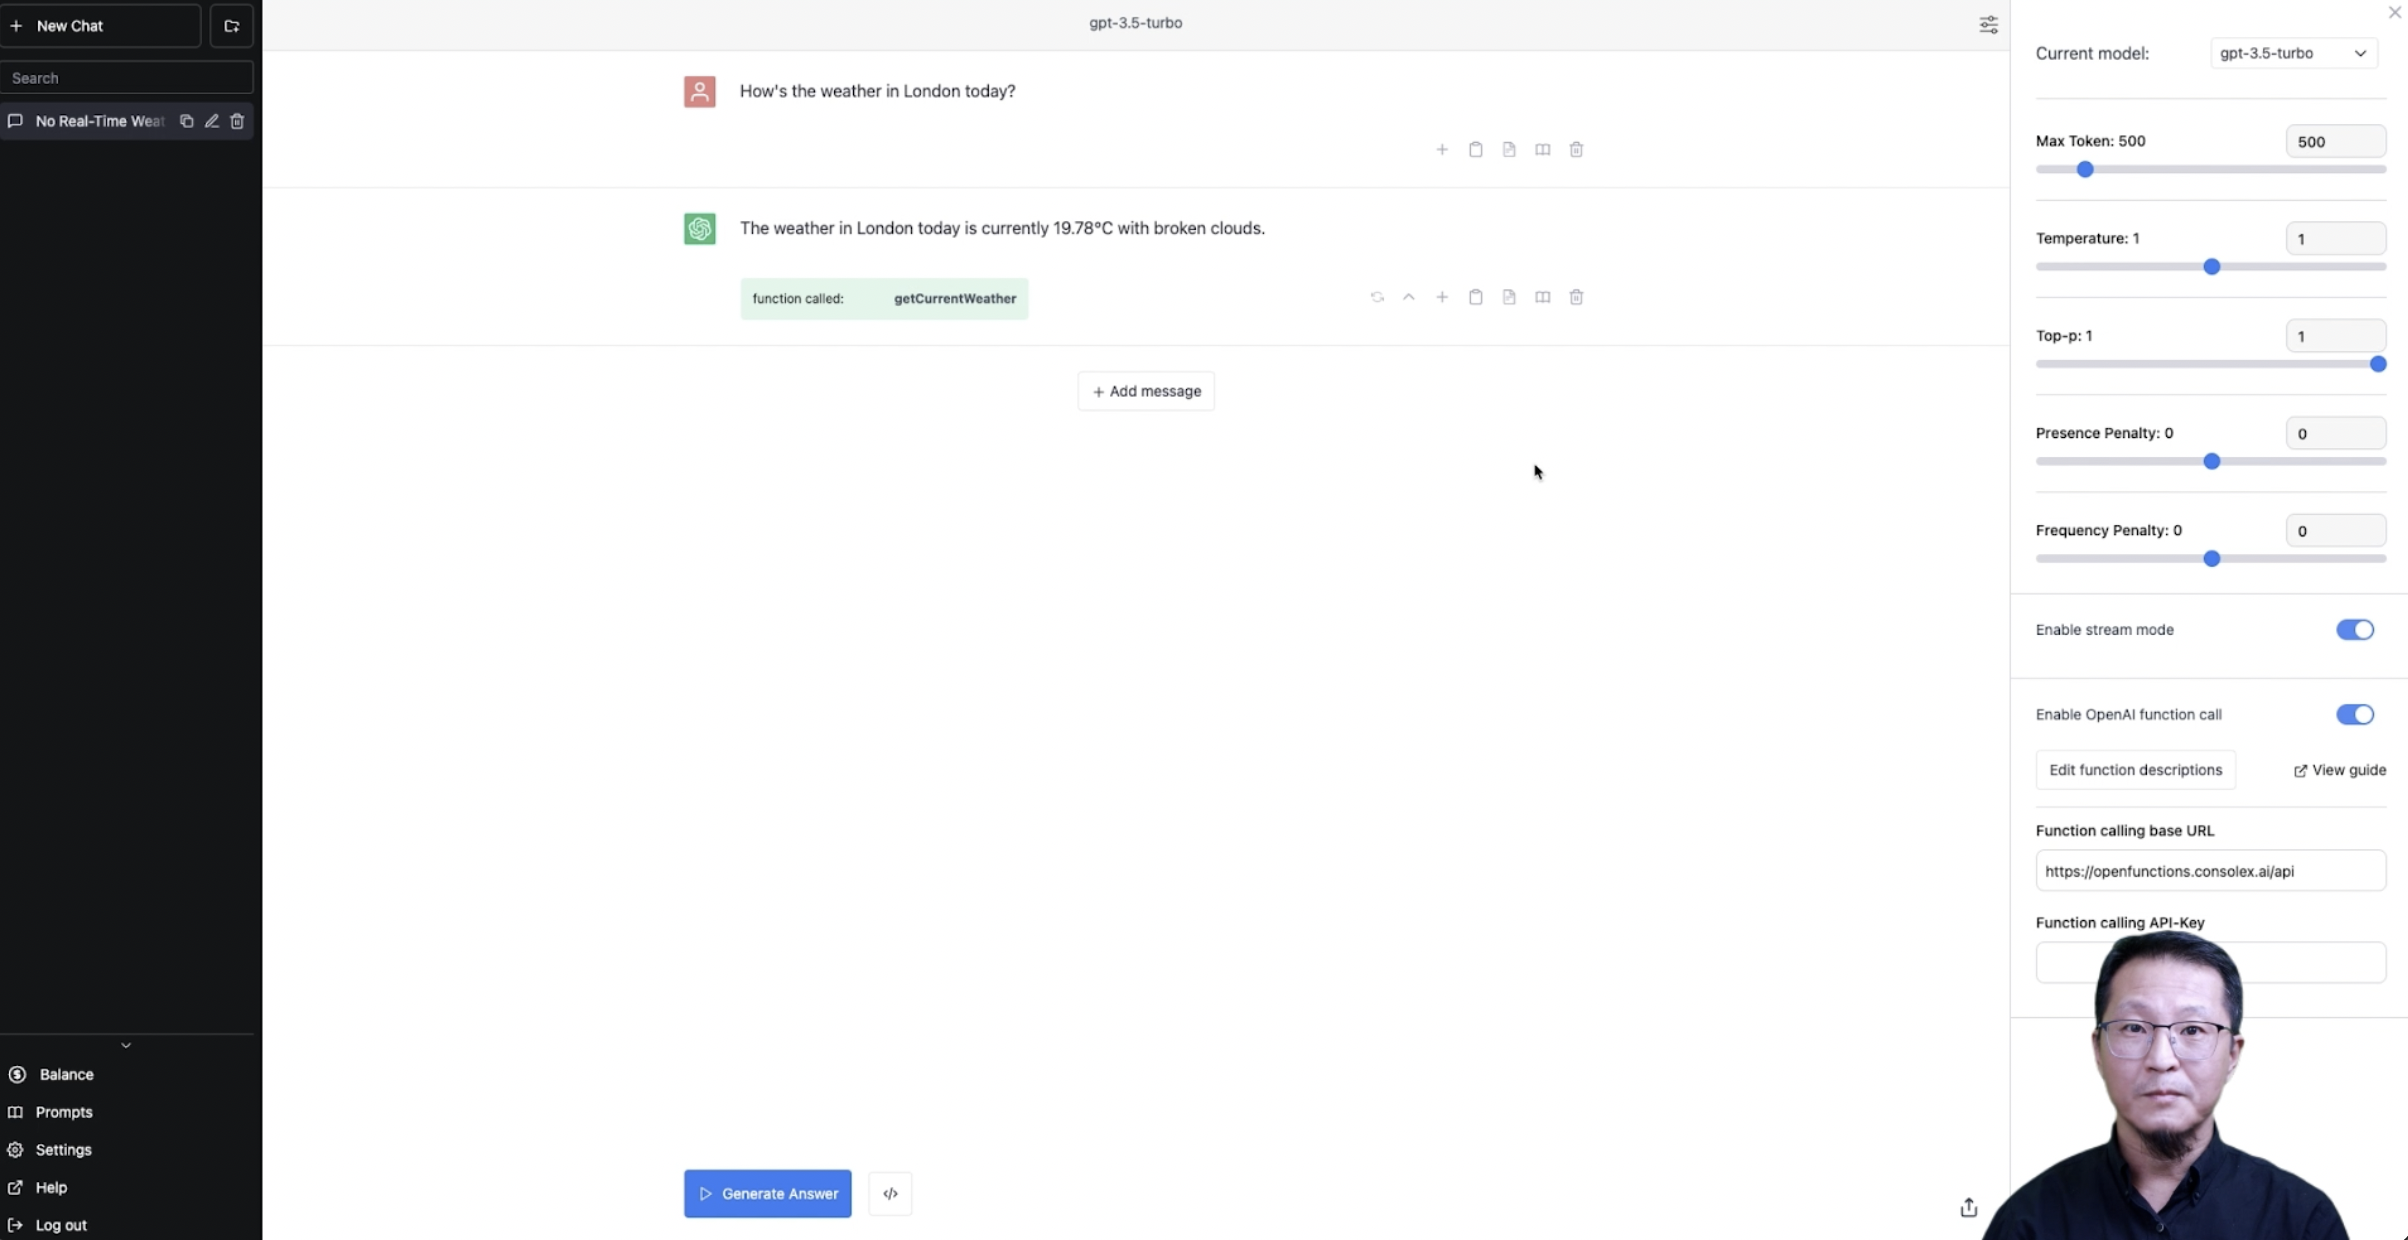 New Chat
Search
No Real-Time Weat
Balance
Prompts
Settings
Help
Log out
gpt-3.5-turbo
How's the weather in London today?
The weather in London today is currently 19.78°C with broken clouds.
function called: getCurrentWeather
+ Add message
Generate Answer
</>
Current model: gpt-3.5-turbo
Max Token: 500 500
Temperature: 1 1
Top-p: 1 1
Presence Penalty: 0 0
Frequency Penalty: 0 0
Enable stream mode
Enable OpenAI function call
Edit function descriptions View guide
Function calling base URL
https://openfunctions.consolex.ai/api
Function calling API-Key